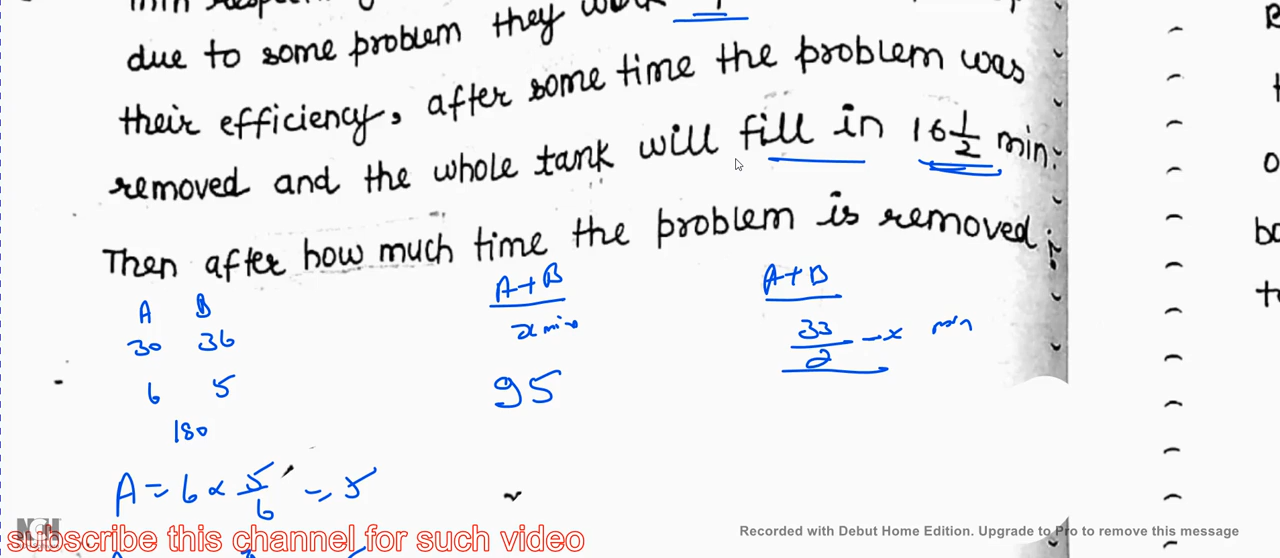 min
due to some problem they
their efficiency, after some time the problem was
removed and the whole tank will fill in 16 1/2 min.
Then after how much time the problem is removed.
A B A+B A+B
30 36 x min 33/2 - x min
6 5 95
180
A = 6 × 5/6 = 5
subscribe this channel for such video
Recorded with Debut Home Edition. Upgrade to Pro to remove this message